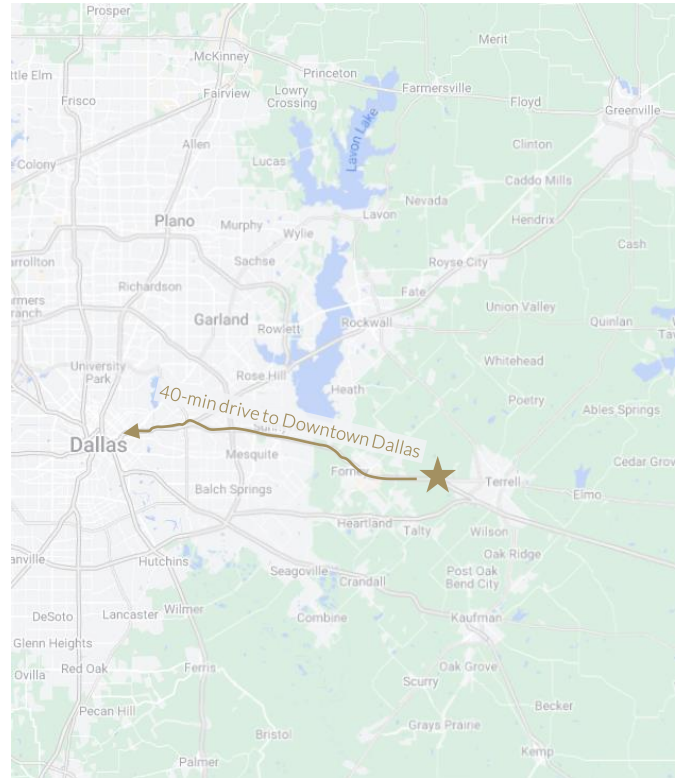 Prosper
Merit
McKinney
Princeton
ttle Elm
Farmersville
Fairview
Lowry
Crossing
Floyd
Frisco
Greenville
Lavon Lake
Allen
Clinton
Lucas
Colony
Caddo Mills
Nevada
Plano
Murphy
Lavon
Hendrix
Wylie
Cash
arrollton
Sachse
Royse City
Richardson
Fate
armers
ranch
Union Valley
Garland
Rowlett
Rockwall
Quinlan
Wa
Ta
University
Park
Whitehead
Rose Hill
Heath
Poetry
40-min drive to Downtown Dallas
Ables Springs
Dallas
Mesquite
Cedar Grov
Forney
Balch Springs
Terrell
Elmo
Heartland
Talty
Wilson
Hutchins
Oak Ridge
anville
Seagoville
Crandall
Post Oak
Bend City
Lancaster
Wilmer
DeSoto
Combine
Kaufman
Glenn Heights
Ovilla
Red Oak
Ferris
Oak Grove
Scurry
Pecan Hill
Becker
Grays Prairie
Bristol
Kemp
Palmer